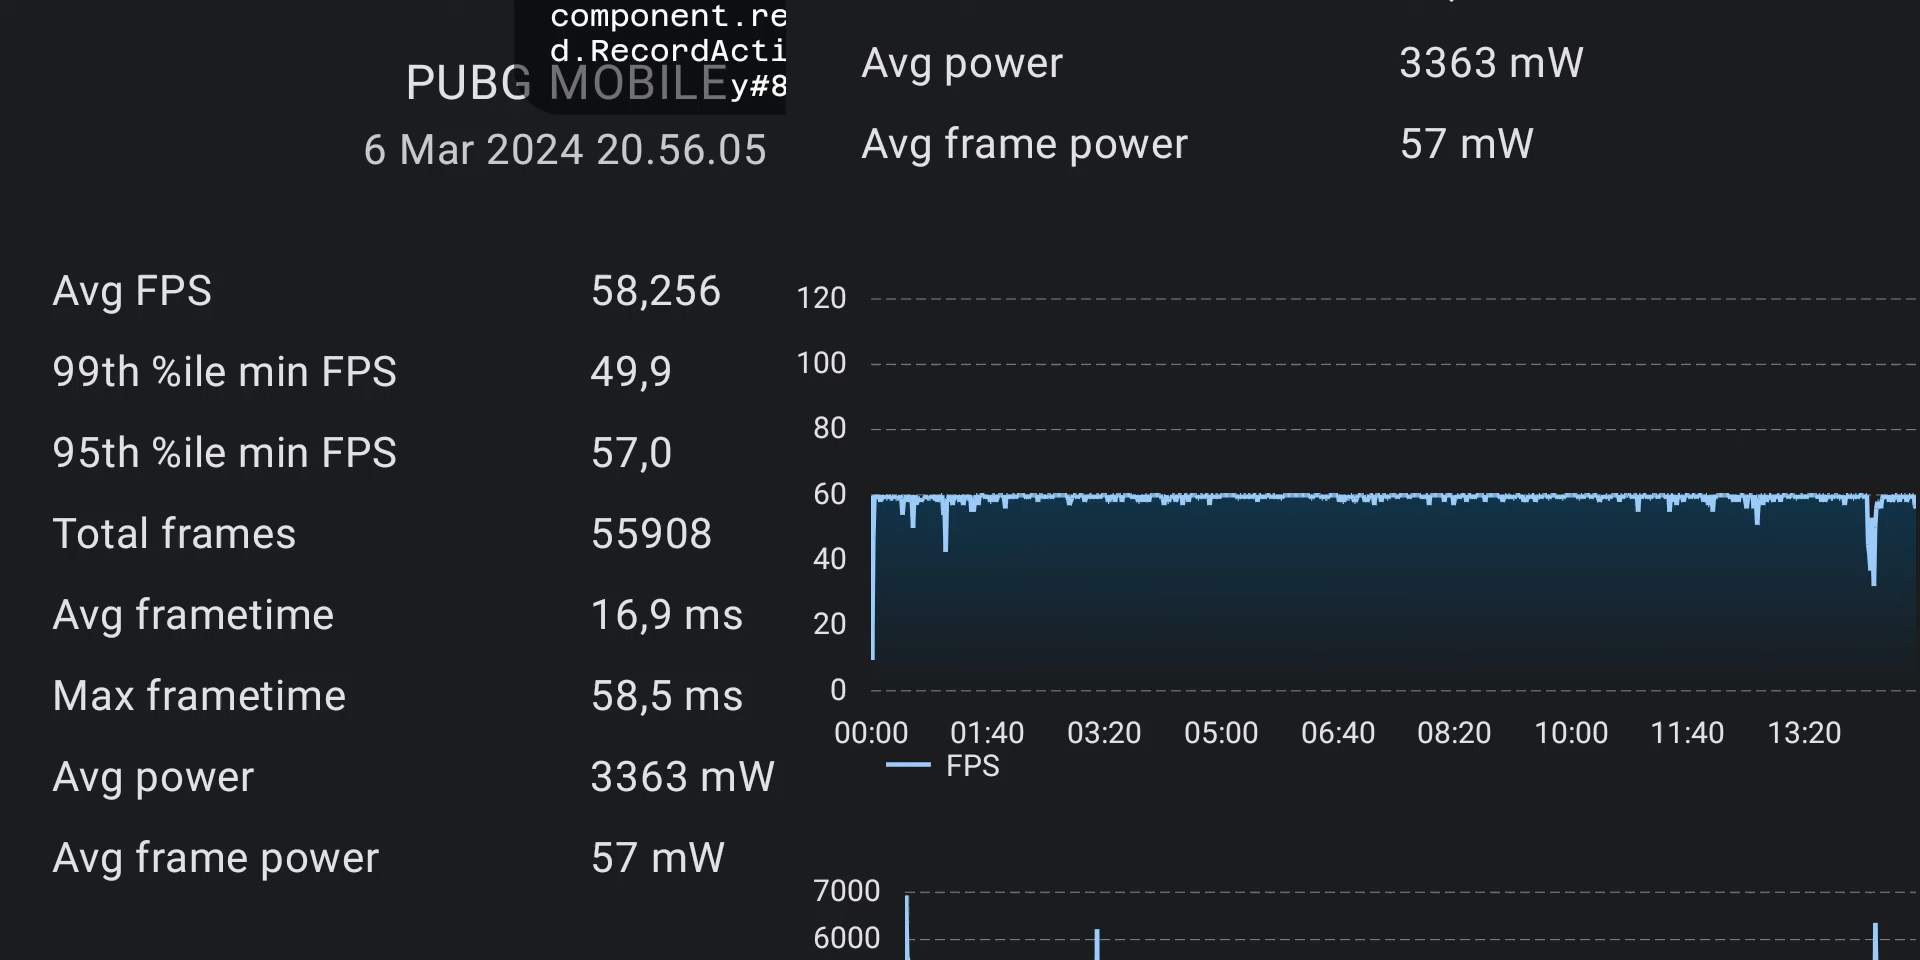 component.re
d.RecordActi
y#8
PUBG MOBILE
6 Mar 2024 20.56.05
Avg FPS 58,256
99th %ile min FPS 49,9
95th %ile min FPS 57,0
Total frames 55908
Avg frametime 16,9 ms
Max frametime 58,5 ms
Avg power 3363 mW
Avg frame power 57 mW
Avg power 3363 mW
Avg frame power 57 mW
120
100
80
60
40
20
0
00:00 01:40 03:20 05:00 06:40 08:20 10:00 11:40 13:20
FPS
7000
6000